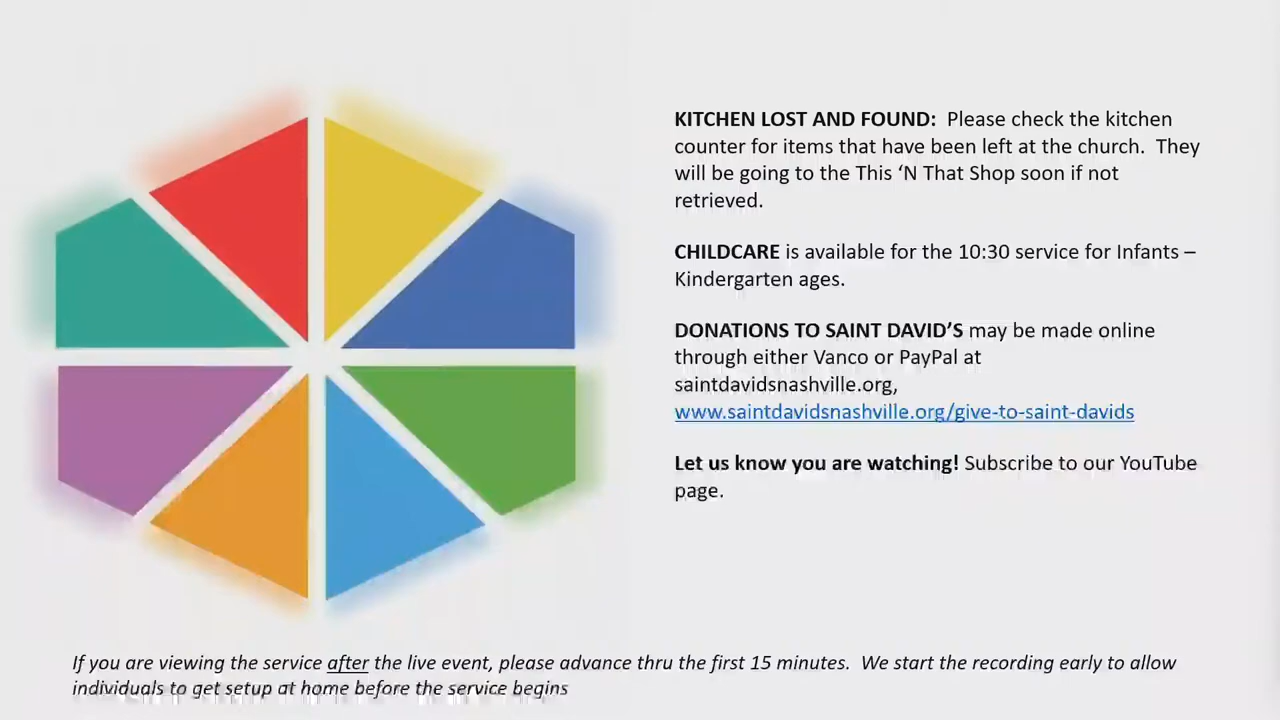 KITCHEN LOST AND FOUND:  Please check the kitchen
counter for items that have been left at the church.  They
will be going to the This ‘N That Shop soon if not
retrieved.
CHILDCARE is available for the 10:30 service for Infants –
Kindergarten ages.
DONATIONS TO SAINT DAVID’S may be made online
through either Vanco or PayPal at
saintdavidsnashville.org,
www.saintdavidsnashville.org/give-to-saint-davids
Let us know you are watching! Subscribe to our YouTube
page.
If you are viewing the service after the live event, please advance thru the first 15 minutes.  We start the recording early to allow
individuals to get setup at home before the service begins